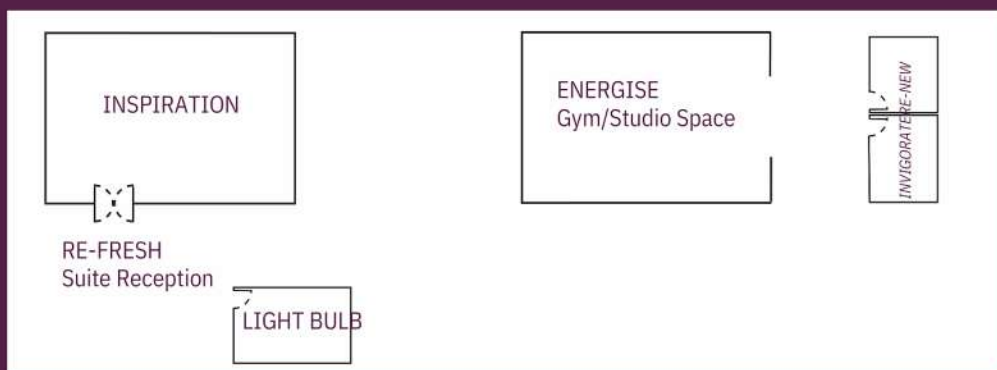 INSPIRATION
ENERGISE
Gym/Studio Space
RE-NEW
INVIGORATE
RE-FRESH
Suite Reception
LIGHT BULB